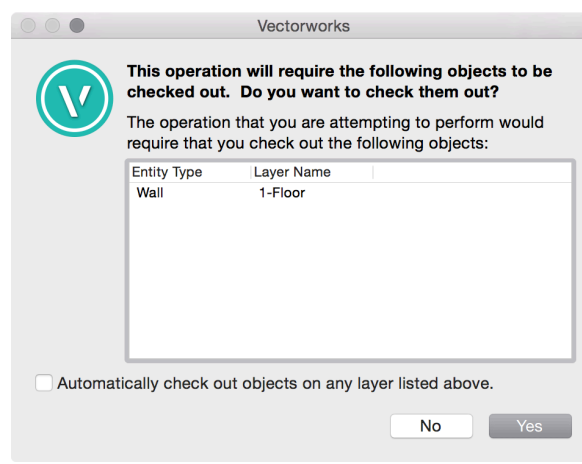 Vectorworks
This operation will require the following objects to be
checked out.  Do you want to check them out?
The operation that you are attempting to perform would
require that you check out the following objects:
Entity Type Layer Name
Wall 1-Floor
Automatically check out objects on any layer listed above.
No Yes